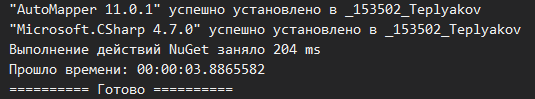 "AutoMapper 11.0.1" успешно установлено в _153502_Teplyakov
"Microsoft.CSharp 4.7.0" успешно установлено в _153502_Teplyakov
Выполнение действий NuGet заняло 204 ms
Прошло времени: 00:00:03.8865582
========== Готово ==========